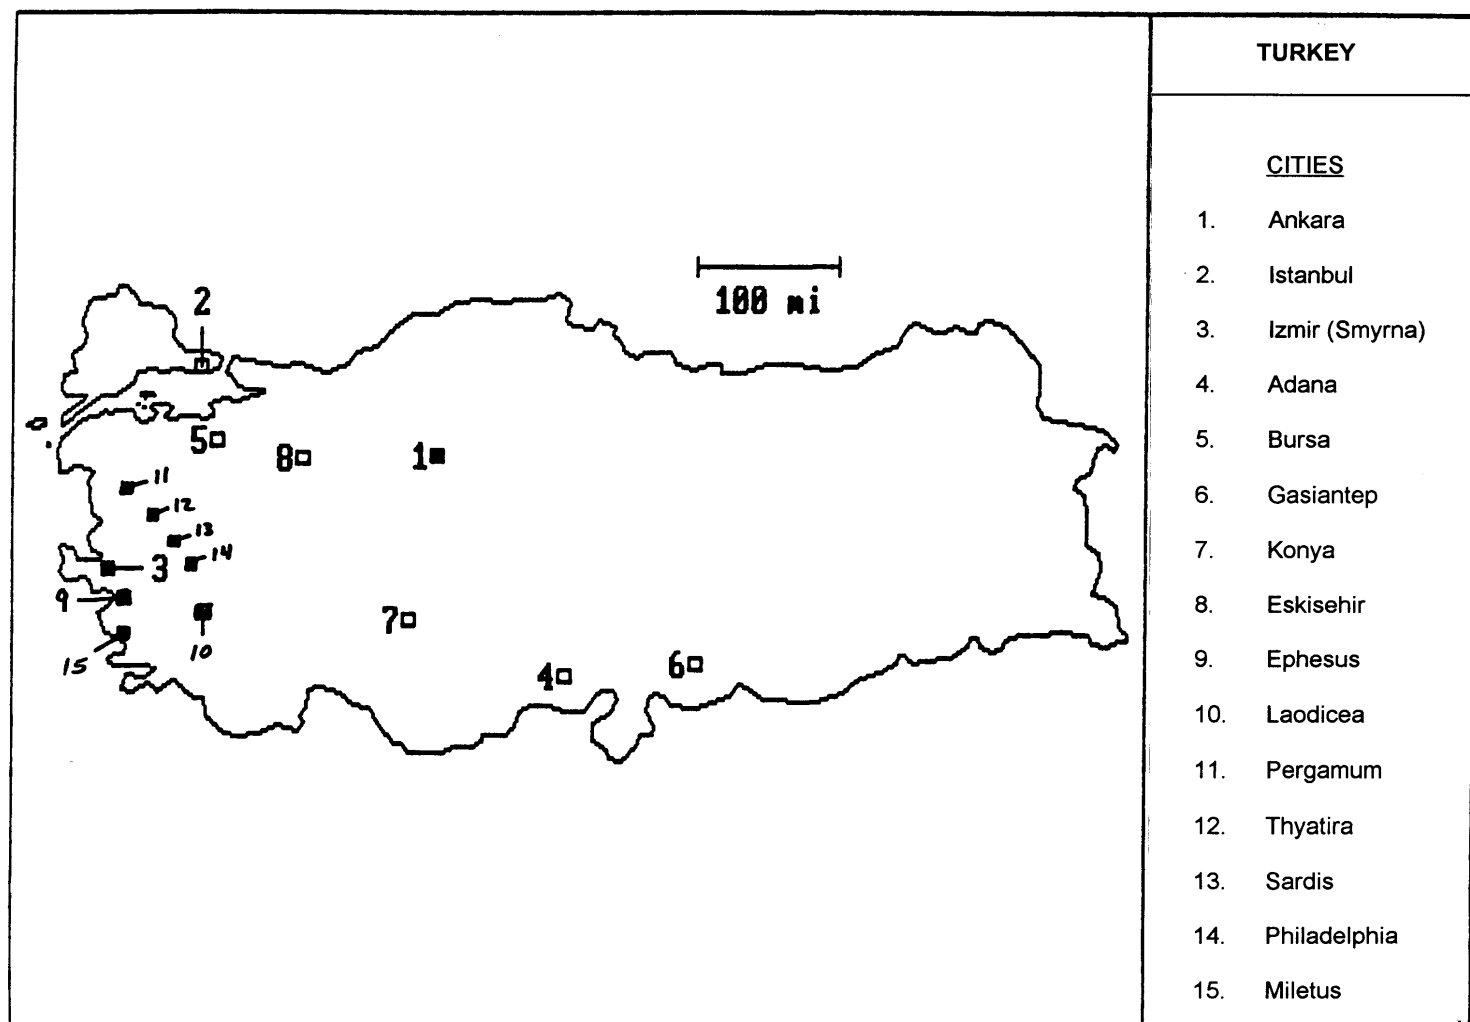 TURKEY
CITIES
1. Ankara
2. Istanbul
3. Izmir (Smyrna)
4. Adana
5. Bursa
6. Gasiantep
7. Konya
8. Eskisehir
9. Ephesus
10. Laodicea
11. Pergamum
12. Thyatira
13. Sardis
14. Philadelphia
15. Miletus
100 mi
2
5
8
1
11
12
13
14
3
9
15
10
7
4
6